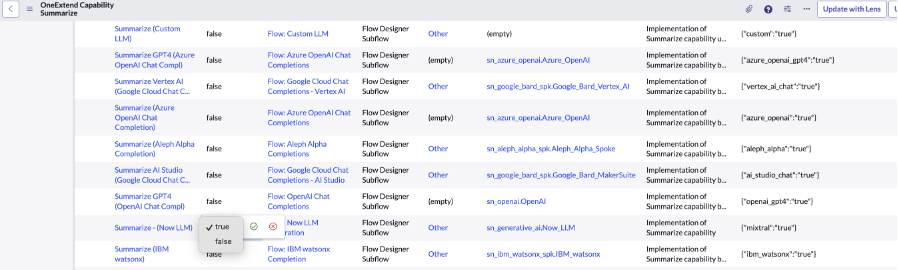 OneExtend Capability
Summarize
Update with Lens
Summarize (Custom LLM) false Flow: Custom LLM Flow Designer Subflow Other (empty) Implementation of Summarize capability u... {"custom":"true"}
Summarize GPT4 (Azure OpenAI Chat Compl) false Flow: Azure OpenAI Chat Completions Flow Designer Subflow (empty) sn_azure_openai.Azure_OpenAI Implementation of Summarize capability b... {"azure_openai_gpt4":"true"}
Summarize Vertex AI (Google Cloud Chat C... false Flow: Google Cloud Chat Completions - Vertex AI Flow Designer Subflow Other sn_google_bard_spk.Google_Bard_Vertex_AI Implementation of Summarize capability b... {"vertex_ai_chat":"true"}
Summarize (Azure OpenAI Chat Completion) false Flow: Azure OpenAI Chat Completions Flow Designer Subflow (empty) sn_azure_openai.Azure_OpenAI Implementation of Summarize capability b... {"azure_openai":"true"}
Summarize (Aleph Alpha Completion) false Flow: Aleph Alpha Completions Flow Designer Subflow Other sn_aleph_alpha_spk.Aleph_Alpha_Spoke Implementation of Summarize capability b... {"aleph_alpha":"true"}
Summarize AI Studio (Google Cloud Chat C... false Flow: Google Cloud Chat Completions - AI Studio Flow Designer Subflow Other sn_google_bard_spk.Google_Bard_MakerSuite Implementation of Summarize capability b... {"ai_studio_chat":"true"}
Summarize GPT4 (OpenAI Chat Compl) false Flow: OpenAI Chat Completions Flow Designer Subflow (empty) sn_openai.OpenAI Implementation of Summarize capability b... {"openai_gpt4":"true"}
Summarize - (Now LLM) true false Now LLM Flow Designer Subflow Other sn_generative_ai.Now_LLM Implementation of Summarize capability {"mixtral":"true"}
Summarize (IBM watsonx) false Flow: IBM watsonx Completion Flow Designer Subflow Other sn_ibm_watsonx_spk.IBM_watsonx Implementation of Summarize capability b... {"ibm_watsonx":"true"}